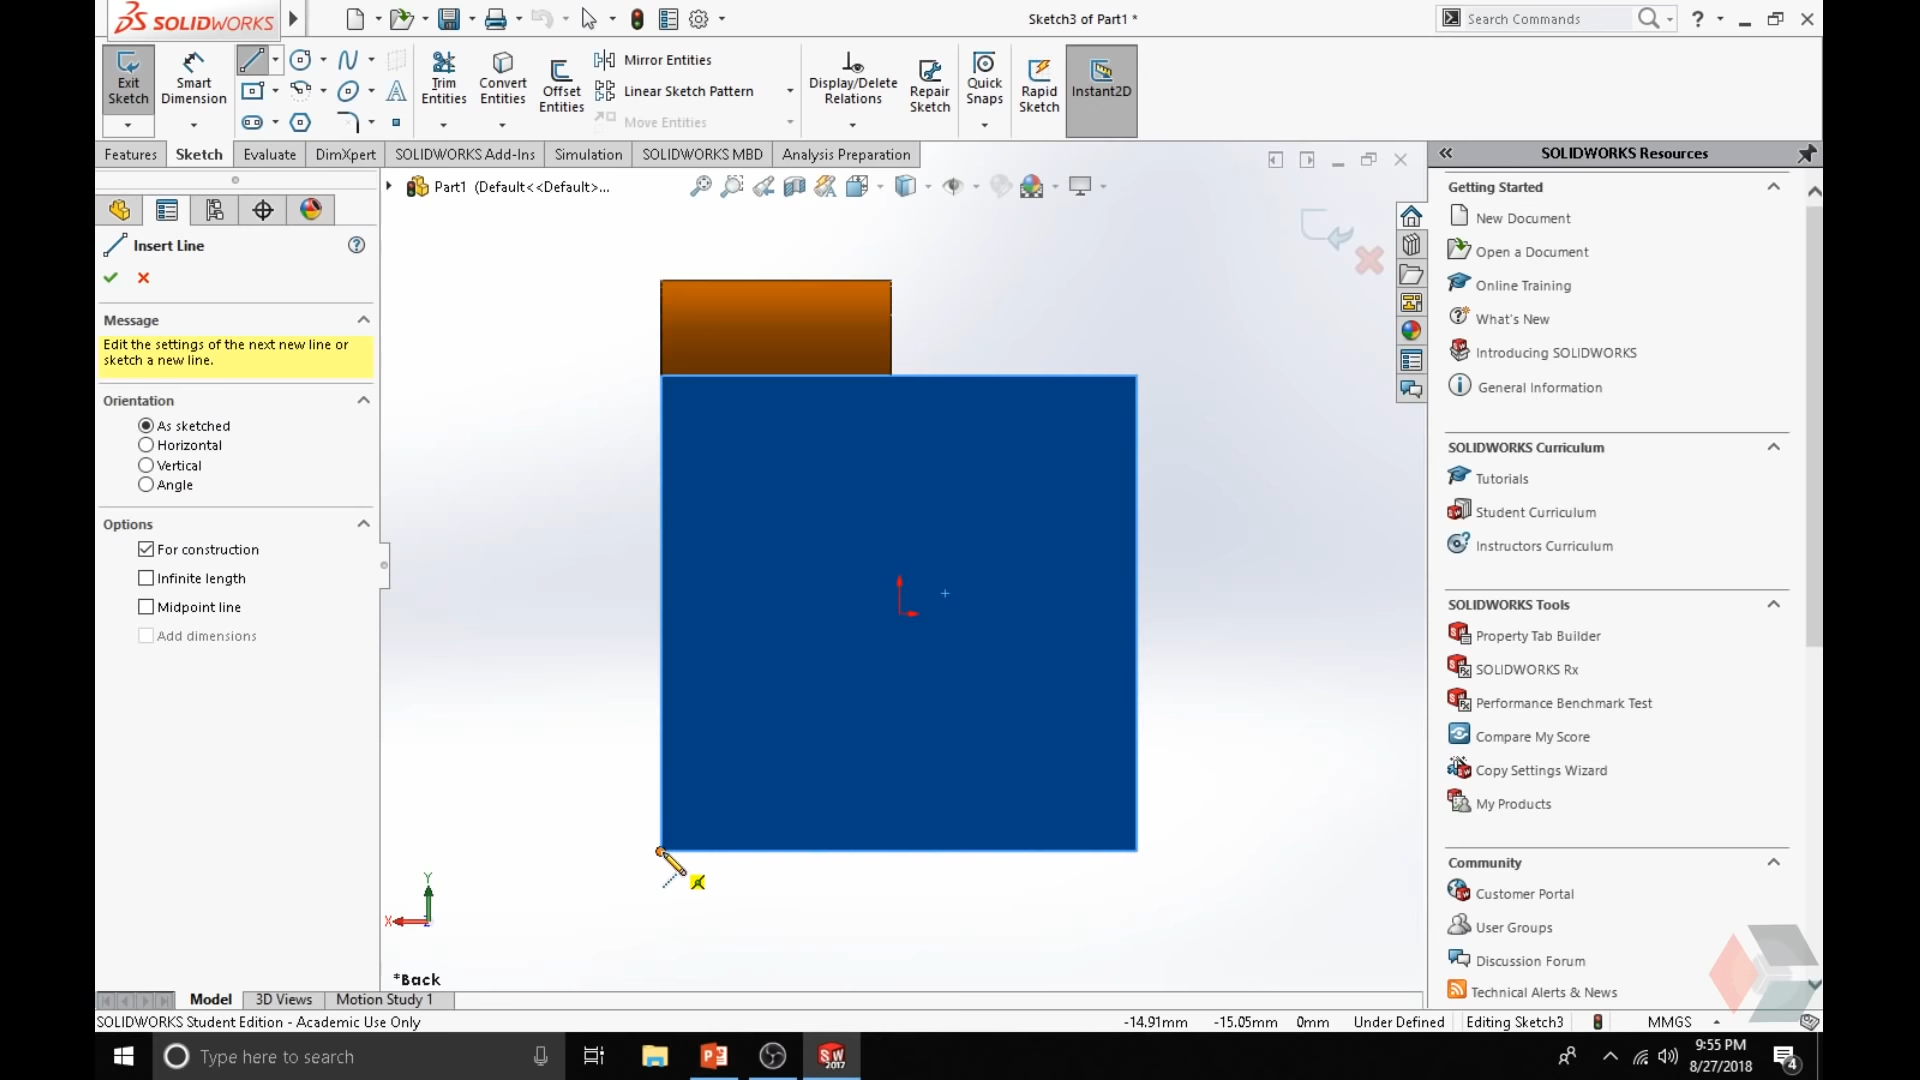 SOLIDWORKS
Sketch3 of Part1 *
Search Commands
Exit Sketch
Smart Dimension
Trim Entities
Convert Entities
Offset Entities
Mirror Entities
Linear Sketch Pattern
Move Entities
Display/Delete Relations
Repair Sketch
Quick Snaps
Rapid Sketch
Instant2D
Features
Sketch
Evaluate
DimXpert
SOLIDWORKS Add-Ins
Simulation
SOLIDWORKS MBD
Analysis Preparation
Part1 (Default<<Default>...
Insert Line
Message
Edit the settings of the next new line or
sketch a new line.
Orientation
As sketched
Horizontal
Vertical
Angle
Options
For construction
Infinite length
Midpoint line
Add dimensions
Y
X
Z
*Back
SOLIDWORKS Resources
Getting Started
New Document
Open a Document
Online Training
What's New
Introducing SOLIDWORKS
General Information
SOLIDWORKS Curriculum
Tutorials
Student Curriculum
Instructors Curriculum
SOLIDWORKS Tools
Property Tab Builder
SOLIDWORKS Rx
Performance Benchmark Test
Compare My Score
Copy Settings Wizard
My Products
Community
Customer Portal
User Groups
Discussion Forum
Technical Alerts & News
Model
3D Views
Motion Study 1
SOLIDWORKS Student Edition - Academic Use Only
-14.91mm
-15.05mm
0mm
Under Defined
Editing Sketch3
MMGS
Type here to search
SW
2017
9:55 PM
8/27/2018
4